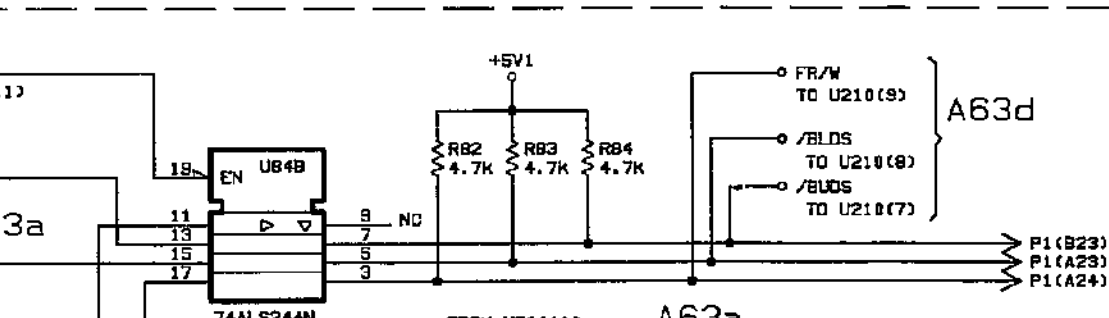 +5V1
FR/W
.1)
TO U210(9)
A63d
R82
R83
R84
4.7K
4.7K
4.7K
/BLDS
TO U210(8)
19
EN
U84B
/BUDS
TO U210(7)
3a
11
9
NC
13
7
P1(B23)
15
5
P1(A23)
17
3
P1(A24)
74ALS244N